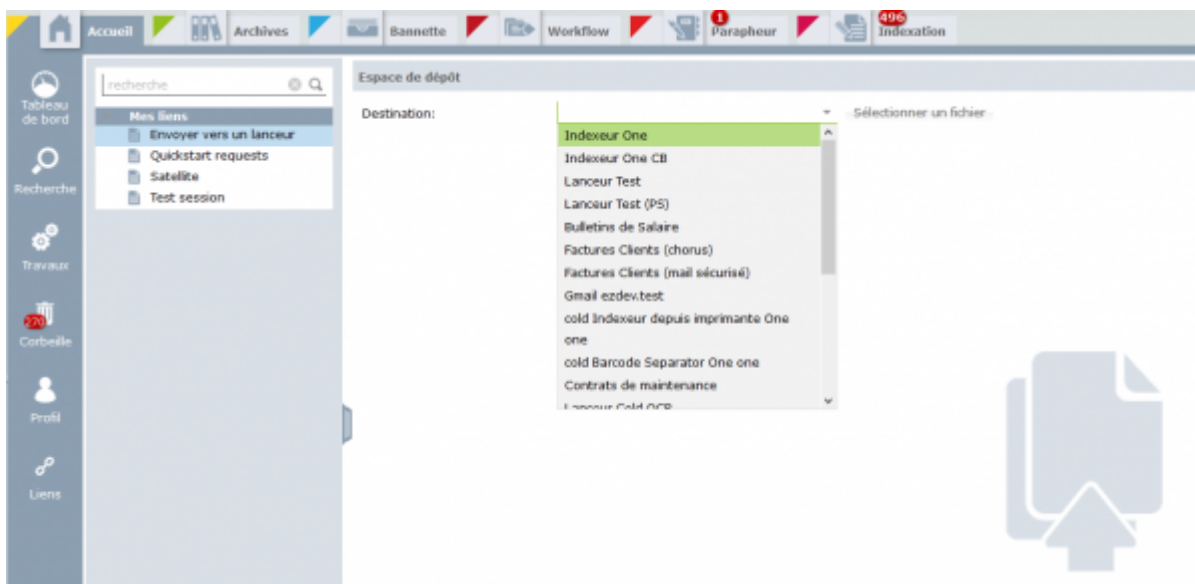 Accueil
Archives
Bannette
Workflow
1
Parapheur
496
Indexation
Tableau
de bord
Recherche
Travaux
270
Corbeille
Profil
Liens
recherche
Mes liens
Envoyer vers un lanceur
Quickstart requests
Satellite
Test session
Espace de dépôt
Destination:
Sélectionner un fichier
Indexeur One
Indexeur One CB
Lanceur Test
Lanceur Test (PS)
Bulletins de Salaire
Factures Clients (chorus)
Factures Clients (mail sécurisé)
Gmail ezdev.test
cold Indexeur depuis imprimante One
one
cold Barcode Separator One one
Contrats de maintenance
Lanceur Cold OCR